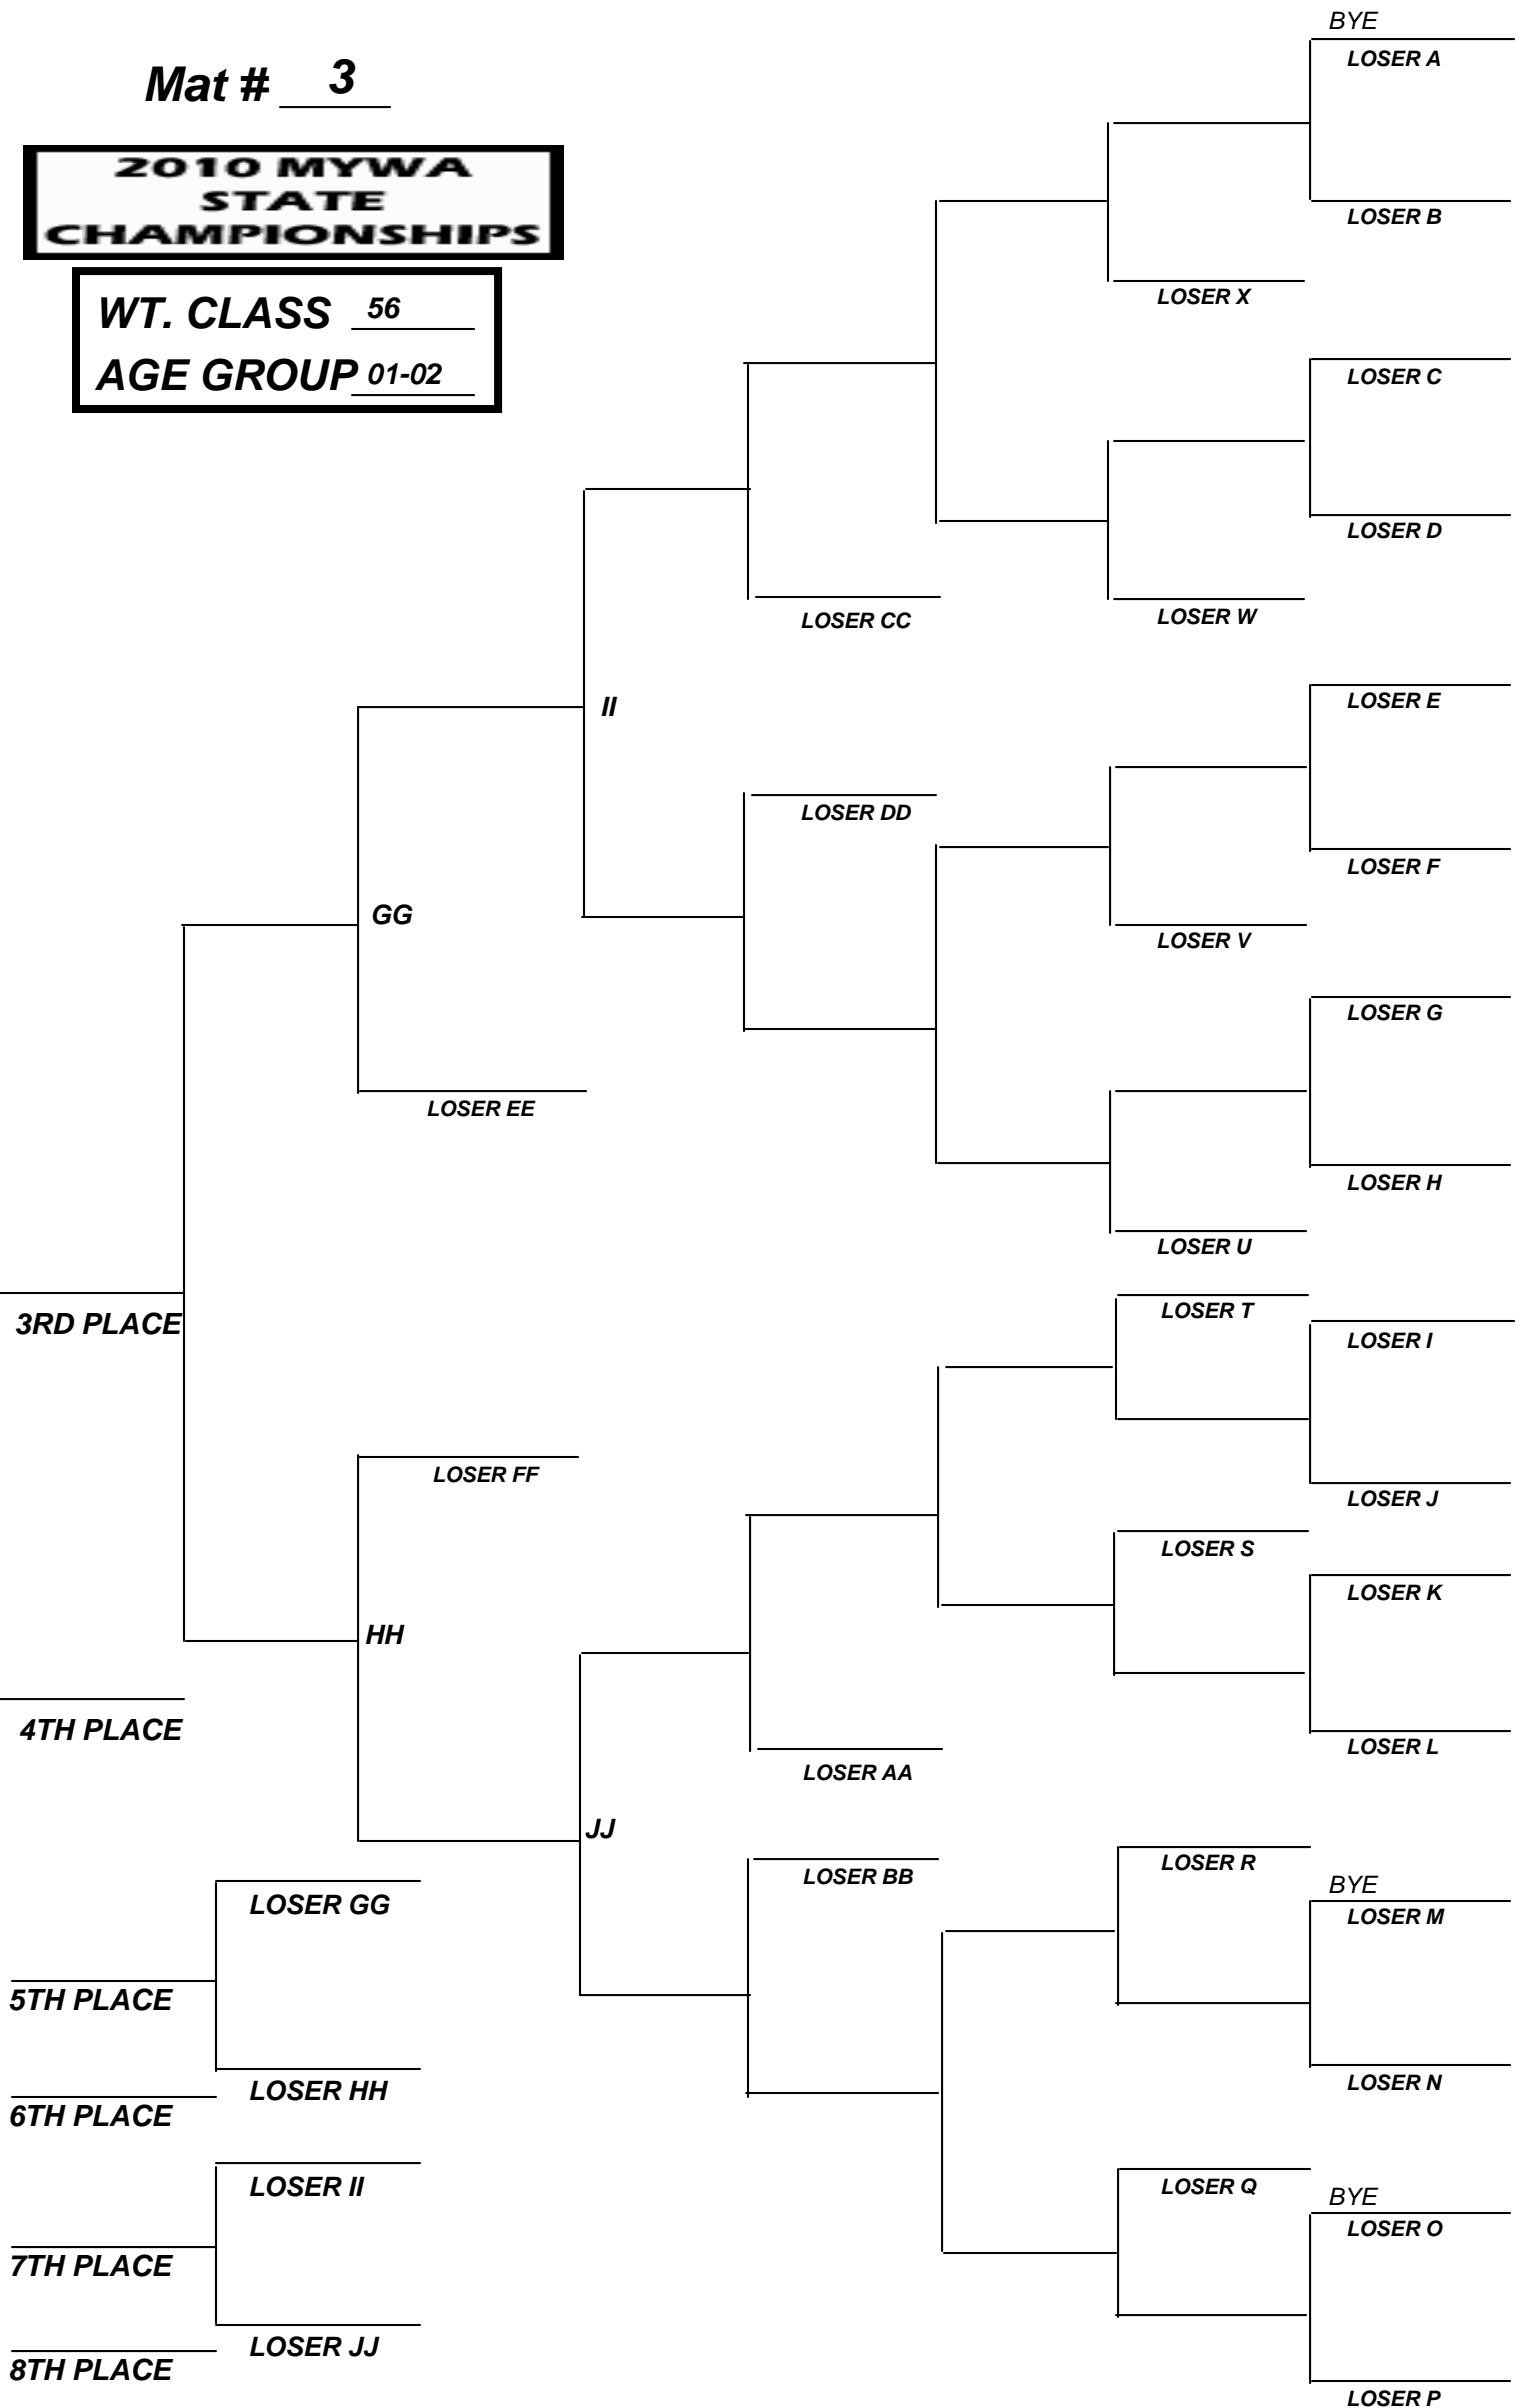 BYE
LOSER A
Mat # 3
2010 MYWA
STATE
CHAMPIONSHIPS
LOSER B
WT. CLASS 56
LOSER X
AGE GROUP 01-02
LOSER C
LOSER D
LOSER CC
LOSER W
LOSER E
II
LOSER DD
LOSER F
GG
LOSER V
LOSER G
LOSER EE
LOSER H
LOSER U
LOSER T
3RD PLACE
LOSER I
LOSER FF
LOSER J
LOSER S
LOSER K
HH
4TH PLACE
LOSER L
LOSER AA
JJ
LOSER R
LOSER BB
BYE
LOSER GG
LOSER M
5TH PLACE
LOSER N
LOSER HH
6TH PLACE
LOSER II
LOSER Q
BYE
LOSER O
7TH PLACE
LOSER JJ
8TH PLACE
LOSER P